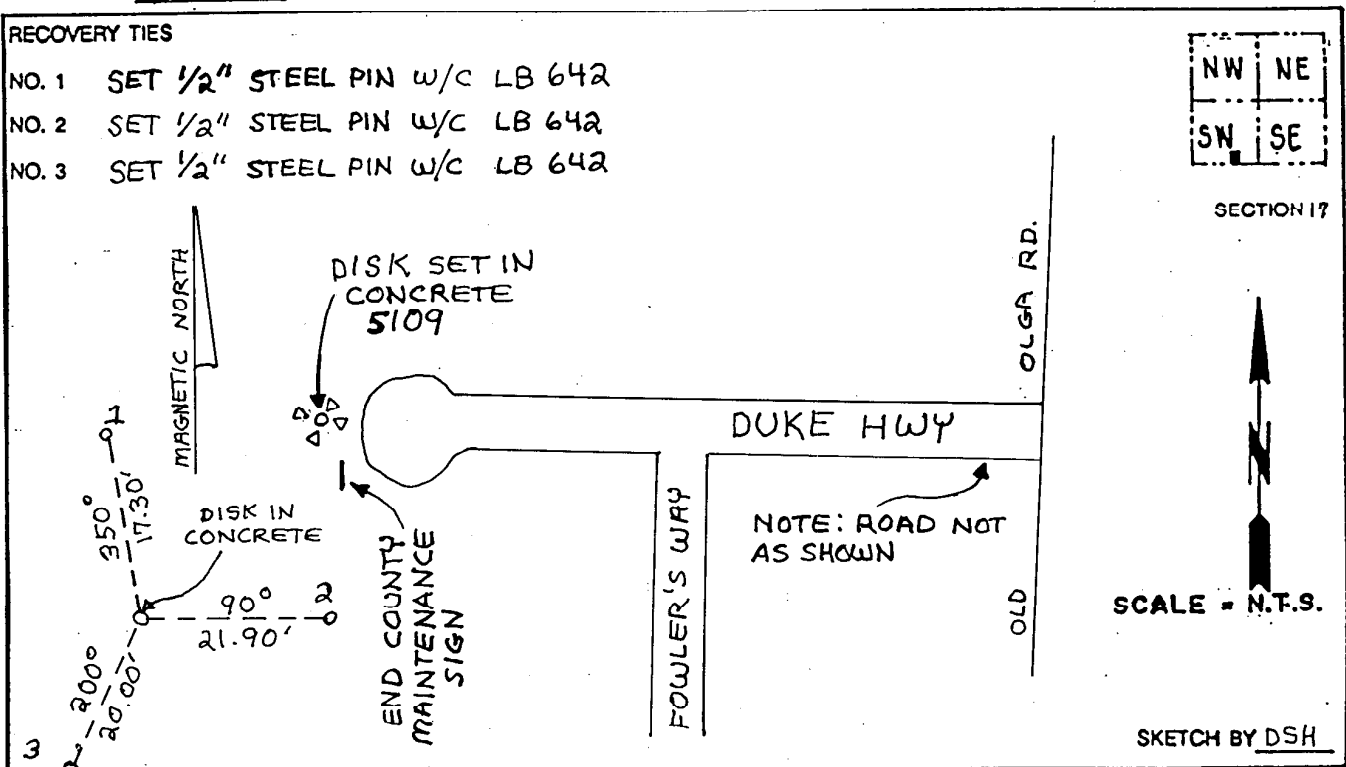 RECOVERY TIES
NO. 1 SET 1/2" STEEL PIN W/C LB 642
NO. 2 SET 1/2" STEEL PIN W/C LB 642
NO. 3 SET 1/2" STEEL PIN W/C LB 642
NW NE
SW SE
SECTION 17
MAGNETIC NORTH
DISK SET IN
CONCRETE
5109
OLD OLGA RD.
DUKE HWY
FOWLER'S WAY
NOTE: ROAD NOT
AS SHOWN
END COUNTY
MAINTENANCE
SIGN
DISK IN
CONCRETE
1
350°
17.30'
2
90°
21.90'
3
200°
20.00'
N
SCALE = N.T.S.
SKETCH BY DSH